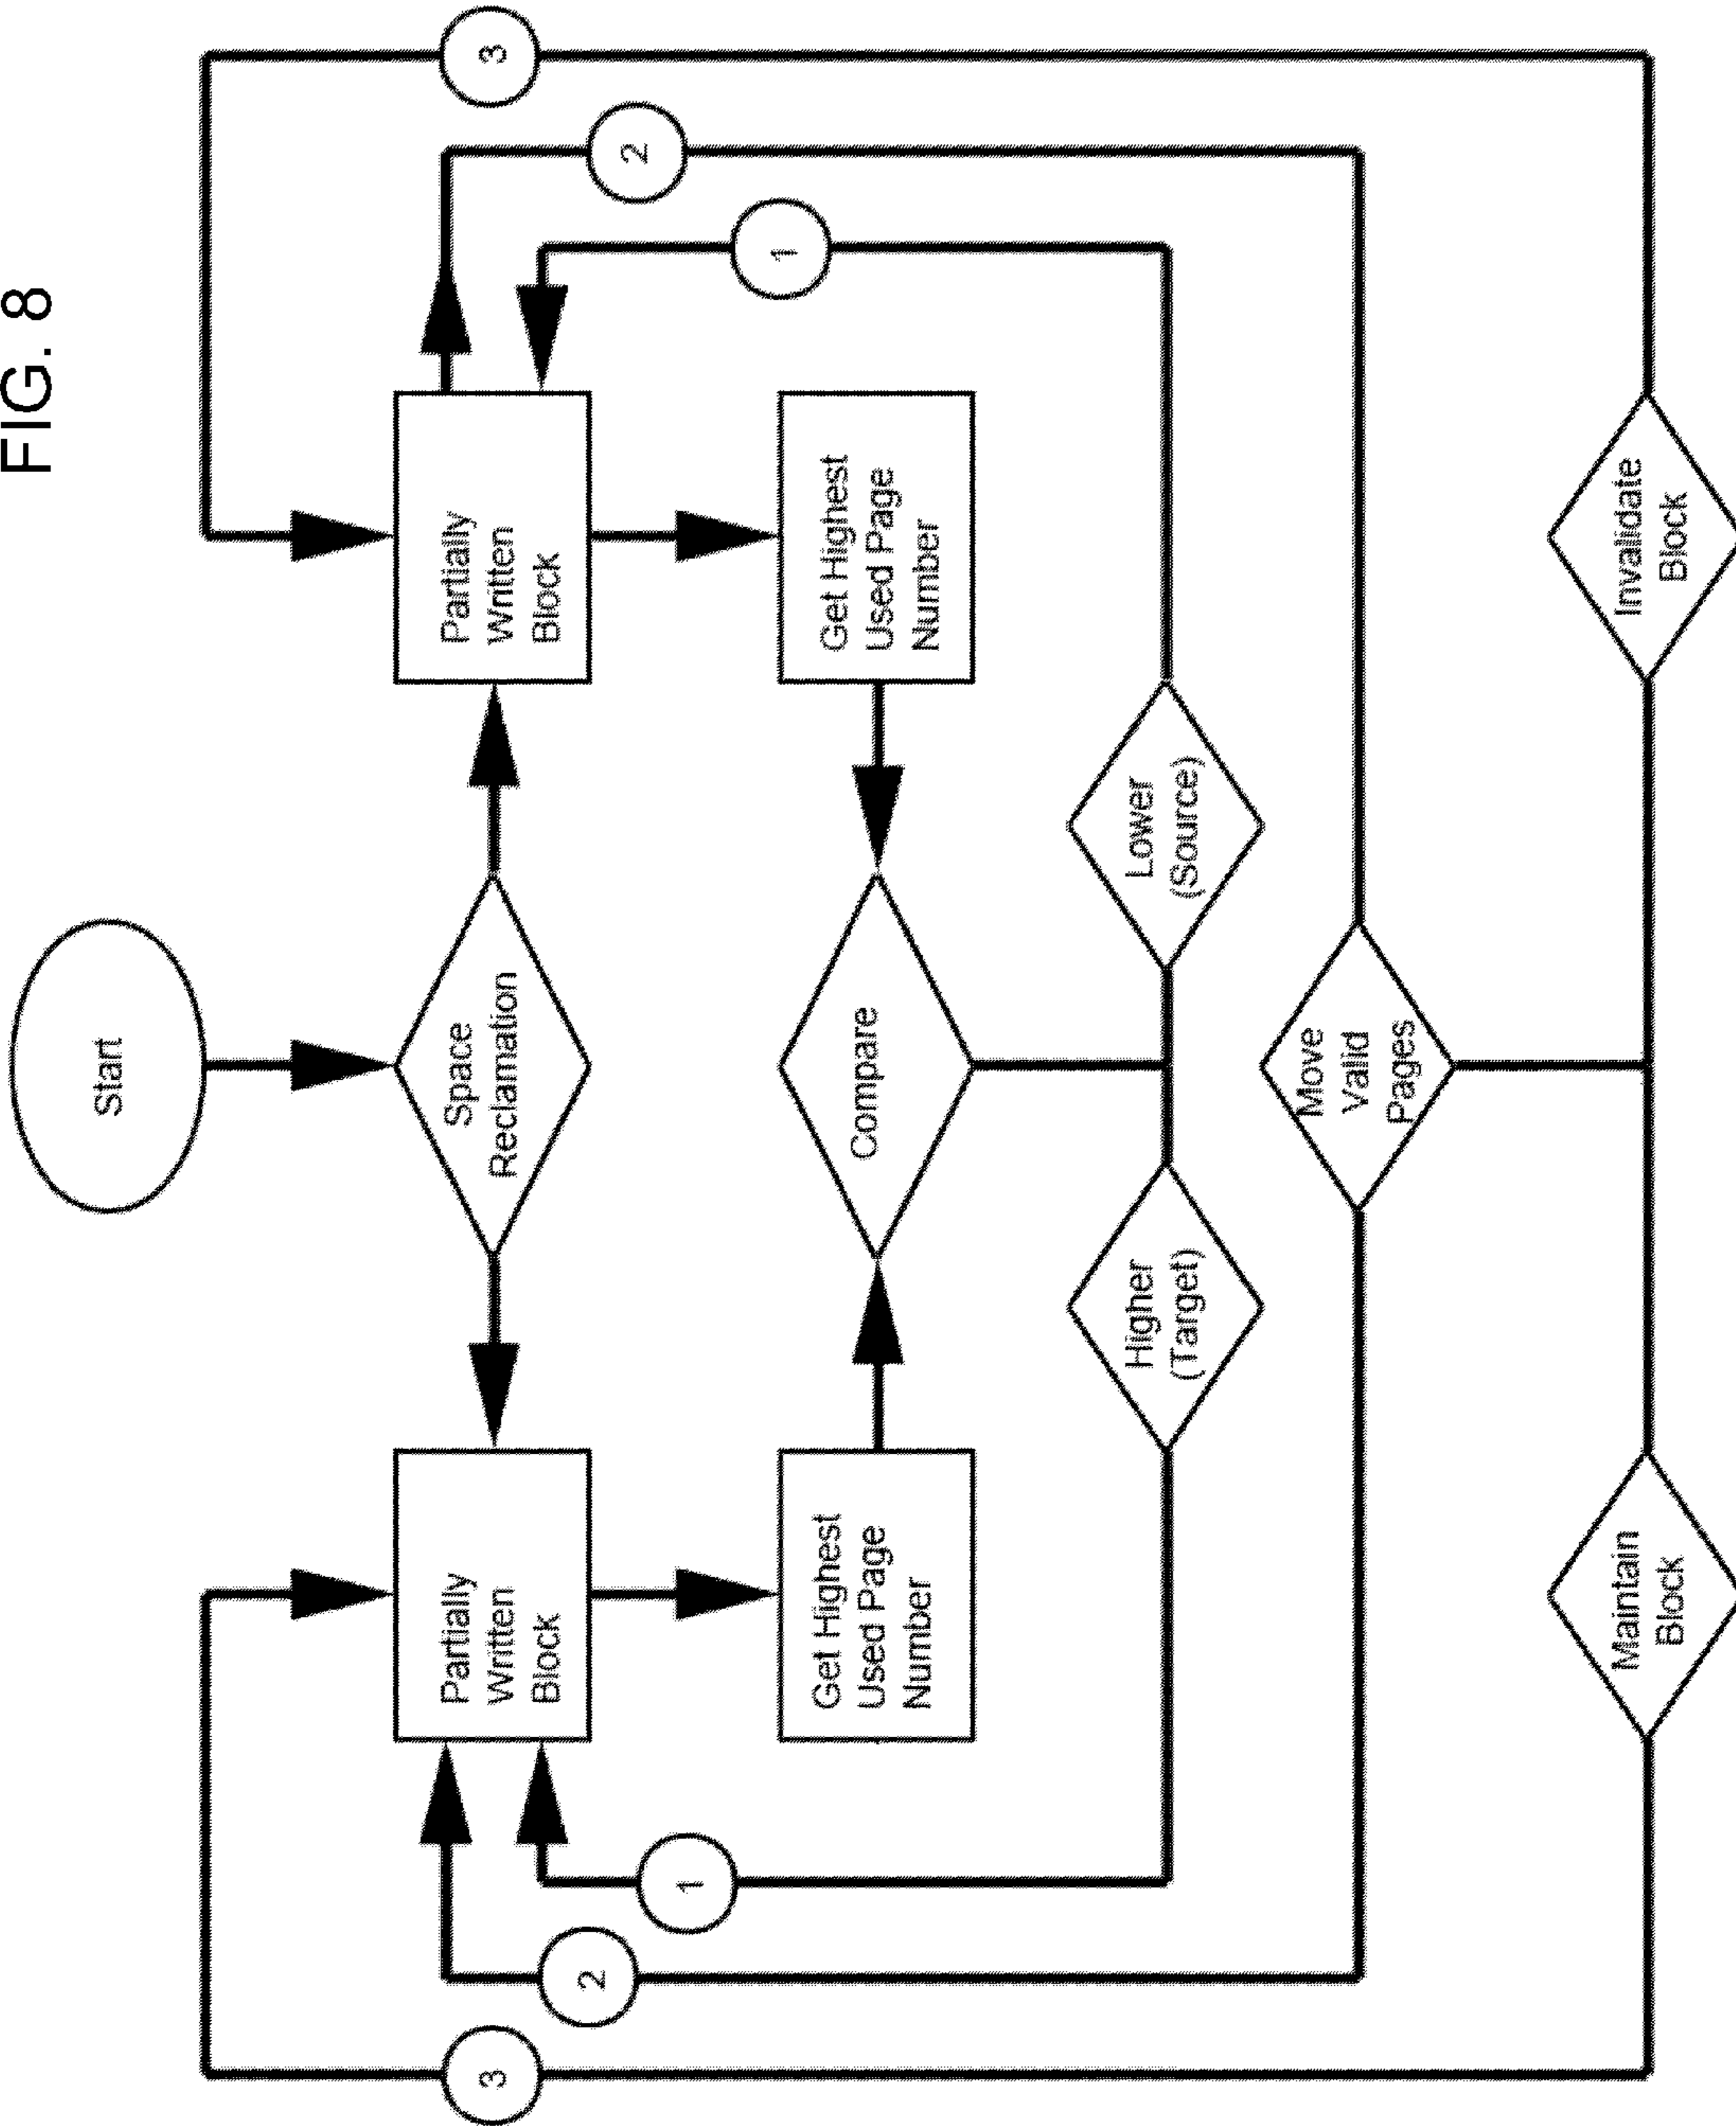 FIG. 8
Start
3
Partially
Written
Block
Space
Reclamation
Partially
Written
Block
3
2
2
1
1
Get Highest
Used Page
Number
Compare
Get Highest
Used Page
Number
Higher
(Target)
Lower
(Source)
Move
Valid
Pages
Maintain
Block
Invalidate
Block